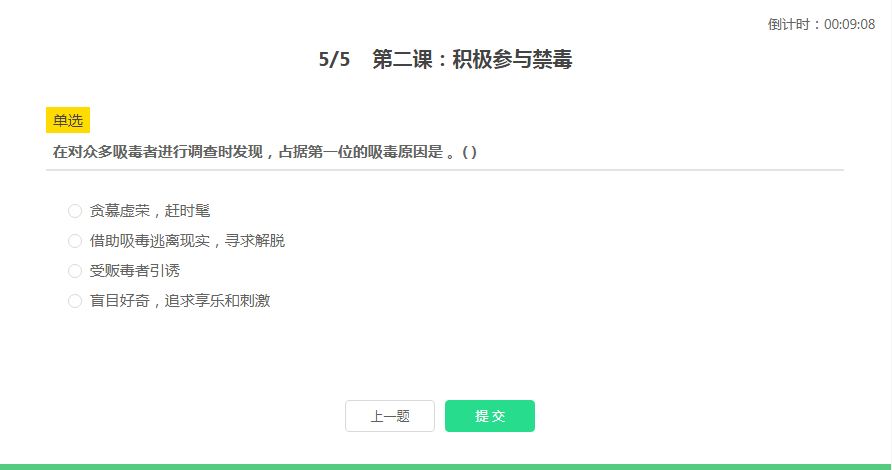 倒计时：00:09:08
5/5 第二课：积极参与禁毒
单选
在对众多吸毒者进行调查时发现，占据第一位的吸毒原因是 。( )
贪慕虚荣，赶时髦
借助吸毒逃离现实，寻求解脱
受贩毒者引诱
盲目好奇，追求享乐和刺激
上一题 提 交